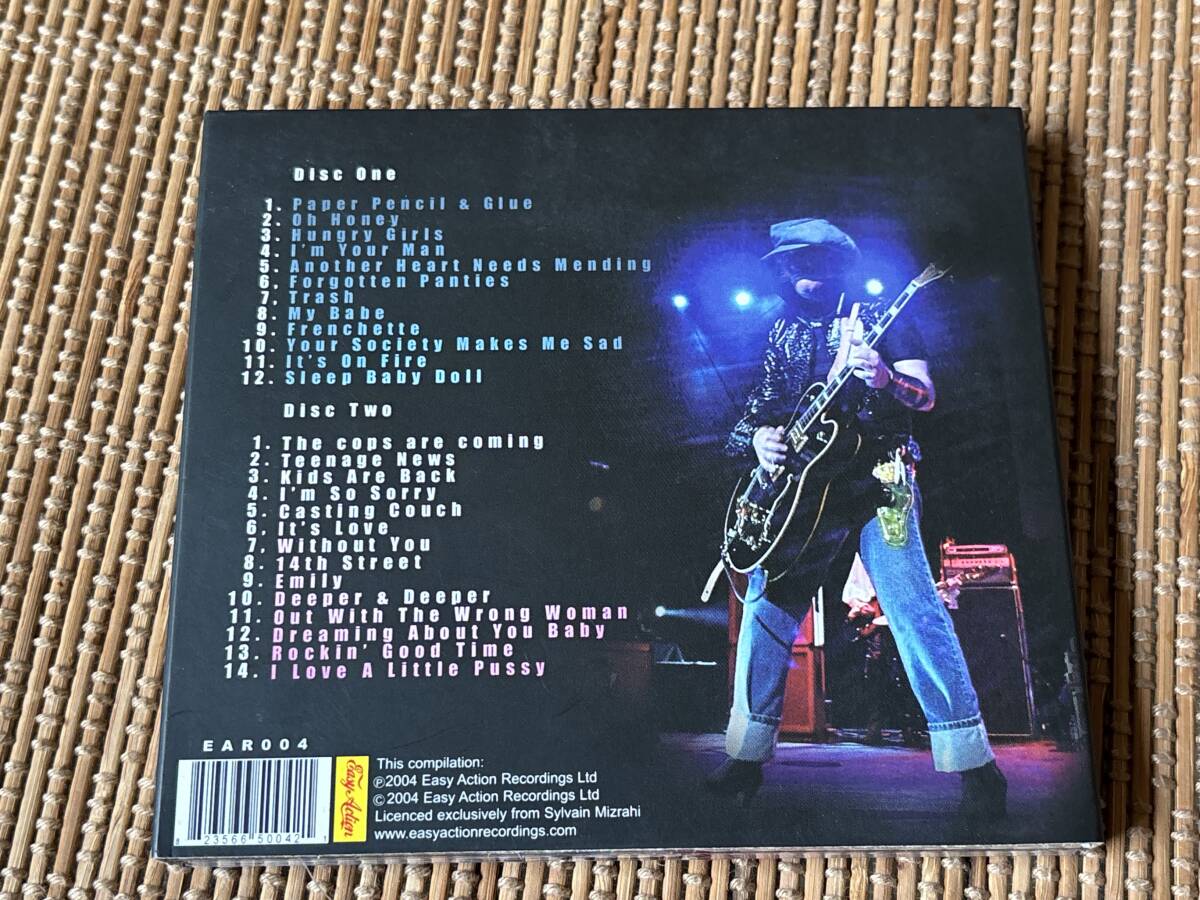 Disc One
1. Paper Pencil & Glue
2. Oh Honey
3. Hungry Girls
4. I'm Your Man
5. Another Heart Needs Mending
6. Forgotten Panties
7. Trash
8. My Babe
9. Frenchette
10. Your Society Makes Me Sad
11. It's On Fire
12. Sleep Baby Doll
Disc Two
1. The cops are coming
2. Teenage News
3. Kids Are Back
4. I'm So Sorry
5. Casting Couch
6. It's Love
7. Without You
8. 14th Street
9. Emily
10. Deeper & Deeper
11. Out With The Wrong Woman
12. Dreaming About You Baby
13. Rockin' Good Time
14. I Love A Little Pussy
EAR004
8 23566 50042 1
Easy Action
This compilation:
℗2004 Easy Action Recordings Ltd
©2004 Easy Action Recordings Ltd
Licenced exclusively from Sylvain Mizrahi
www.easyactionrecordings.com